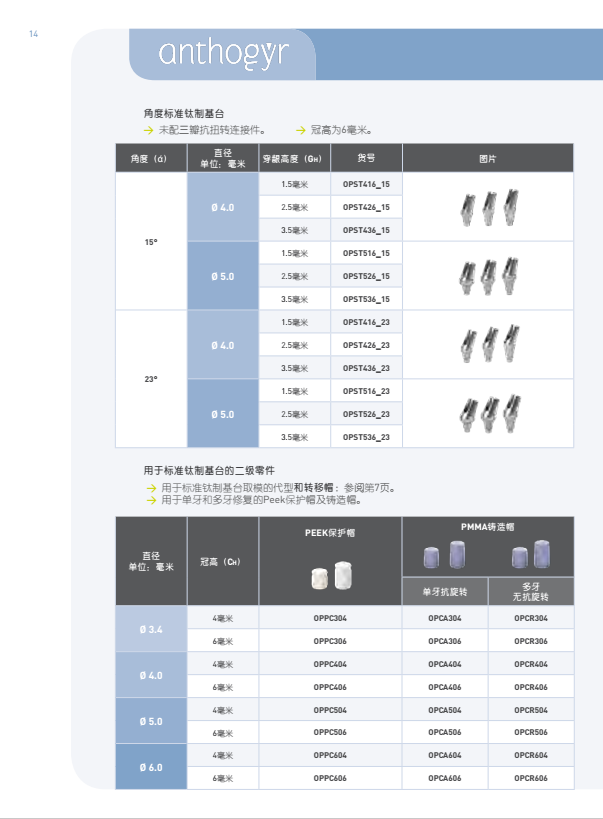 14
anthogyr
角度标准钛制基台
→ 未配三瓣抗扭转连接件。 → 冠高为6毫米。
角度（ά） 直径 单位：毫米 穿龈高度（GH） 货号 图片
15°
Ø 4.0
1.5毫米 OPST416_15
2.5毫米 OPST426_15
3.5毫米 OPST436_15
Ø 5.0
1.5毫米 OPST516_15
2.5毫米 OPST526_15
3.5毫米 OPST536_15
23°
Ø 4.0
1.5毫米 OPST416_23
2.5毫米 OPST426_23
3.5毫米 OPST436_23
Ø 5.0
1.5毫米 OPST516_23
2.5毫米 OPST526_23
3.5毫米 OPST536_23
用于标准钛制基台的二级零件
→ 用于标准钛制基台取模的代型和转移帽：参阅第7页。
→ 用于单牙和多牙修复的Peek保护帽及铸造帽。
直径 单位：毫米 冠高（CH） PEEK保护帽 PMMA铸造帽
单牙抗旋转 多牙 无抗旋转
Ø 3.4
4毫米 OPPC304 OPCA304 OPCR304
6毫米 OPPC306 OPCA306 OPCR306
Ø 4.0
4毫米 OPPC404 OPCA404 OPCR404
6毫米 OPPC406 OPCA406 OPCR406
Ø 5.0
4毫米 OPPC504 OPCA504 OPCR504
6毫米 OPPC506 OPCA506 OPCR506
Ø 6.0
4毫米 OPPC604 OPCA604 OPCR604
6毫米 OPPC606 OPCA606 OPCR606